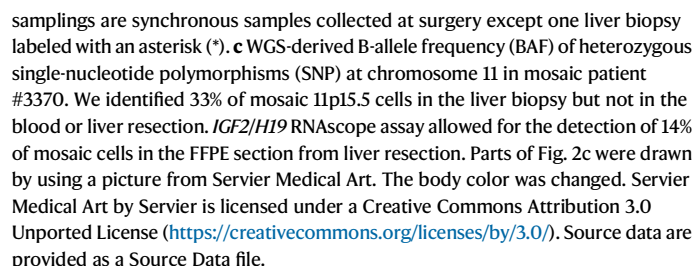 samplings are synchronous samples collected at surgery except one liver biopsy
labeled with an asterisk (*). c WGS-derived B-allele frequency (BAF) of heterozygous
single-nucleotide polymorphisms (SNP) at chromosome 11 in mosaic patient
#3370. We identified 33% of mosaic 11p15.5 cells in the liver biopsy but not in the
blood or liver resection. IGF2/H19 RNAscope assay allowed for the detection of 14%
of mosaic cells in the FFPE section from liver resection. Parts of Fig. 2c were drawn
by using a picture from Servier Medical Art. The body color was changed. Servier
Medical Art by Servier is licensed under a Creative Commons Attribution 3.0
Unported License (https://creativecommons.org/licenses/by/3.0/). Source data are
provided as a Source Data file.